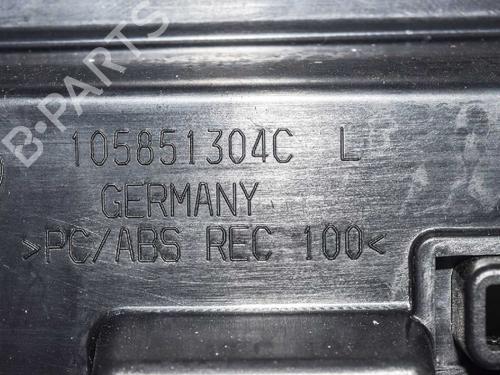 B-PARTS
105851304C L
GERMANY
>PC/ABS REC 100<